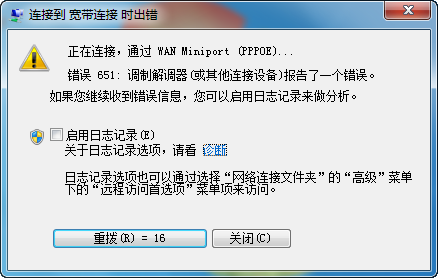 连接到 宽带连接 时出错
正在连接，通过 WAN Miniport (PPPOE)...
错误 651: 调制解调器(或其他连接设备)报告了一个错误。
如果您继续收到错误信息，您可以启用日志记录来做分析。
启用日志记录(E)
关于日志记录选项，请看 诊断
日志记录选项也可以通过选择“网络连接文件夹”的“高级”菜单
下的“远程访问首选项”菜单项来访问。
重拨(R) = 16
关闭(C)